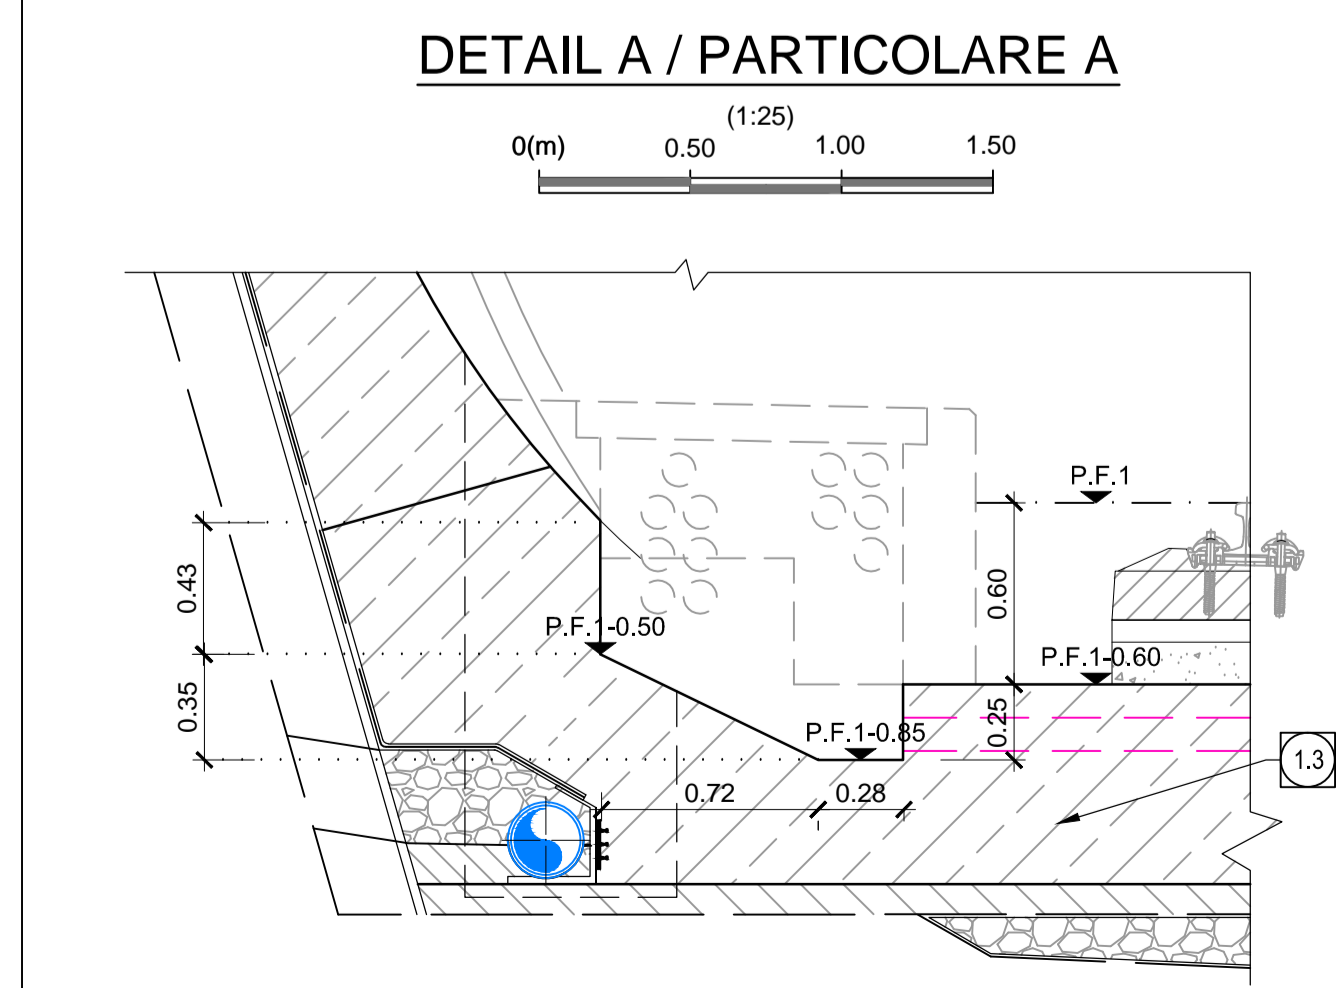 DETAIL A / PARTICOLARE A
(1:25)
0(m) 0.50 1.00 1.50
P.F.1
0.43
0.60
P.F.1-0.50
P.F.1-0.60
0.35
0.25
P.F.1-0.85
1.3
0.72 0.28